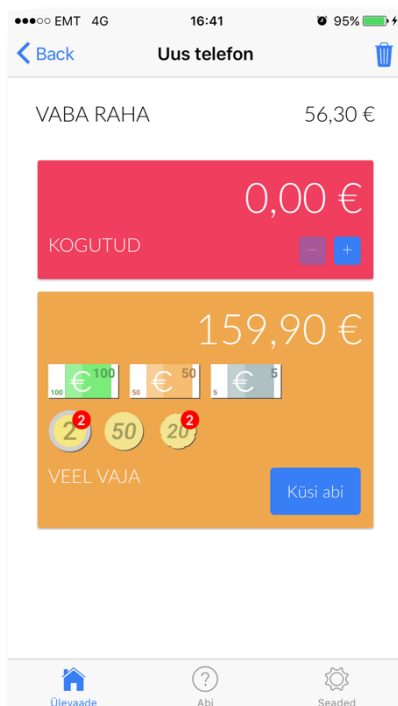 EMT 4G 16:41 95%
Back Uus telefon
VABA RAHA 56,30 €
0,00 €
KOGUTUD - +
159,90 €
100 € 100 50 € 50 5 € 5
2 2 50 20 2
VEEL VAJA
Küsi abi
Ülevaade Abi Seaded